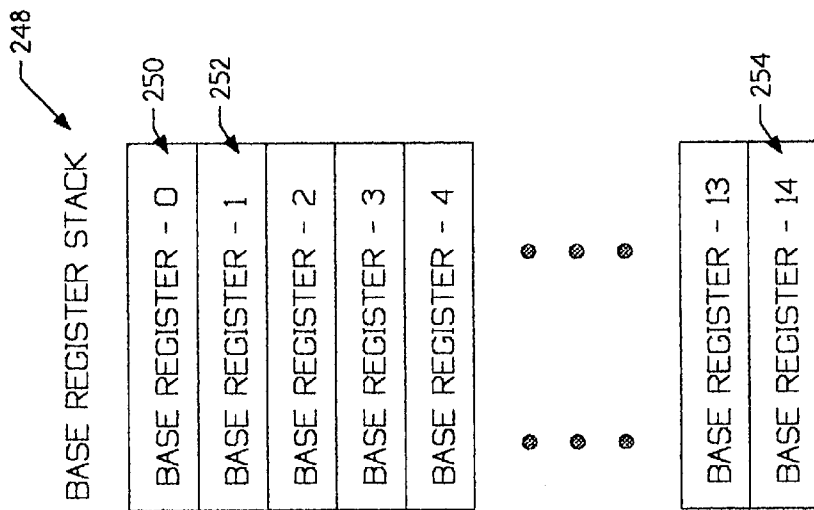 248
BASE REGISTER STACK
BASE REGISTER - 0
250
BASE REGISTER - 1
252
BASE REGISTER - 2
BASE REGISTER - 3
BASE REGISTER - 4
BASE REGISTER - 13
BASE REGISTER - 14
254